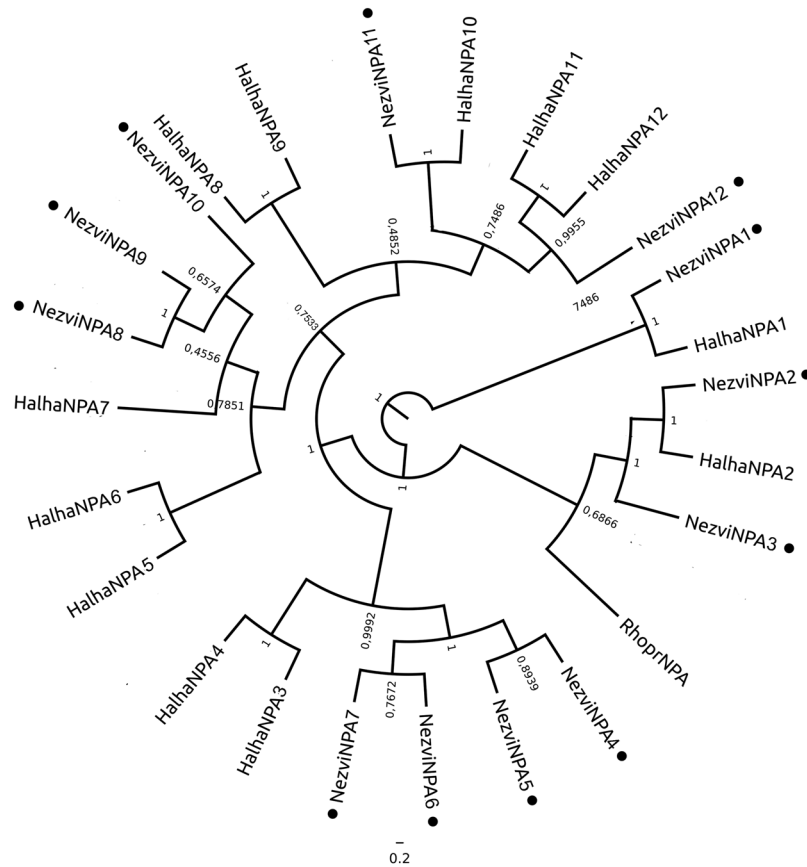 NezviNPA11
HalhaNPA10
HalhaNPA11
HalhaNPA12
NezviNPA12
NezviNPA1
HalhaNPA1
NezviNPA2
HalhaNPA2
NezviNPA3
RhoprNPA
NezviNPA4
NezviNPA5
NezviNPA6
NezviNPA7
HalhaNPA3
HalhaNPA4
HalhaNPA5
HalhaNPA6
HalhaNPA7
NezviNPA8
NezviNPA9
NezviNPA10
HalhaNPA8
HalhaNPA9
1
1
0,7486
0,9955
7486
1
1
1
0,6866
0,8939
1
0,7672
0,9992
1
1
0,7851
0,4556
1
0,6574
1
0,4852
0,7533
1
1
1
0.2